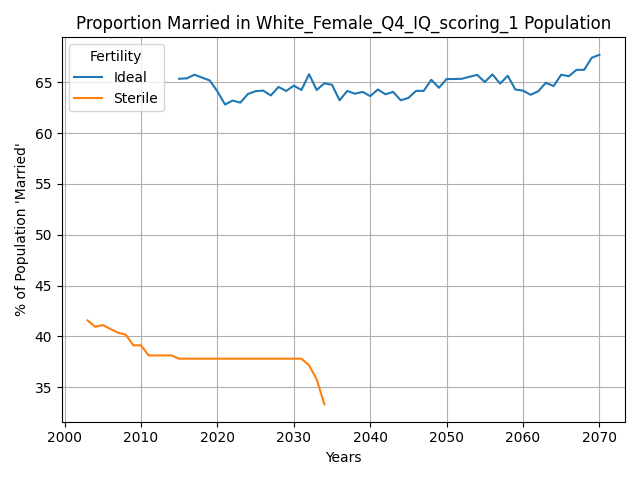 Proportion Married in White_Female_Q4_IQ_scoring_1 Population
Fertility
Ideal
Sterile
% of Population 'Married'
65
60
55
50
45
40
35
2000 2010 2020 2030 2040 2050 2060 2070
Years